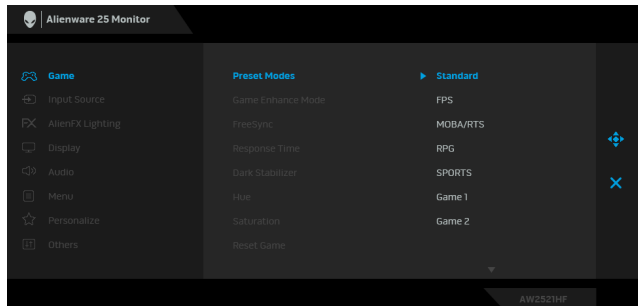 Alienware 25 Monitor
Game
Preset Modes
Standard
Input Source
Game Enhance Mode
FPS
FX AlienFX Lighting
FreeSync
MOBA/RTS
Display
Response Time
RPG
Audio
Dark Stabilizer
SPORTS
Menu
Hue
Game 1
Personalize
Saturation
Game 2
Others
Reset Game
AW2521HF